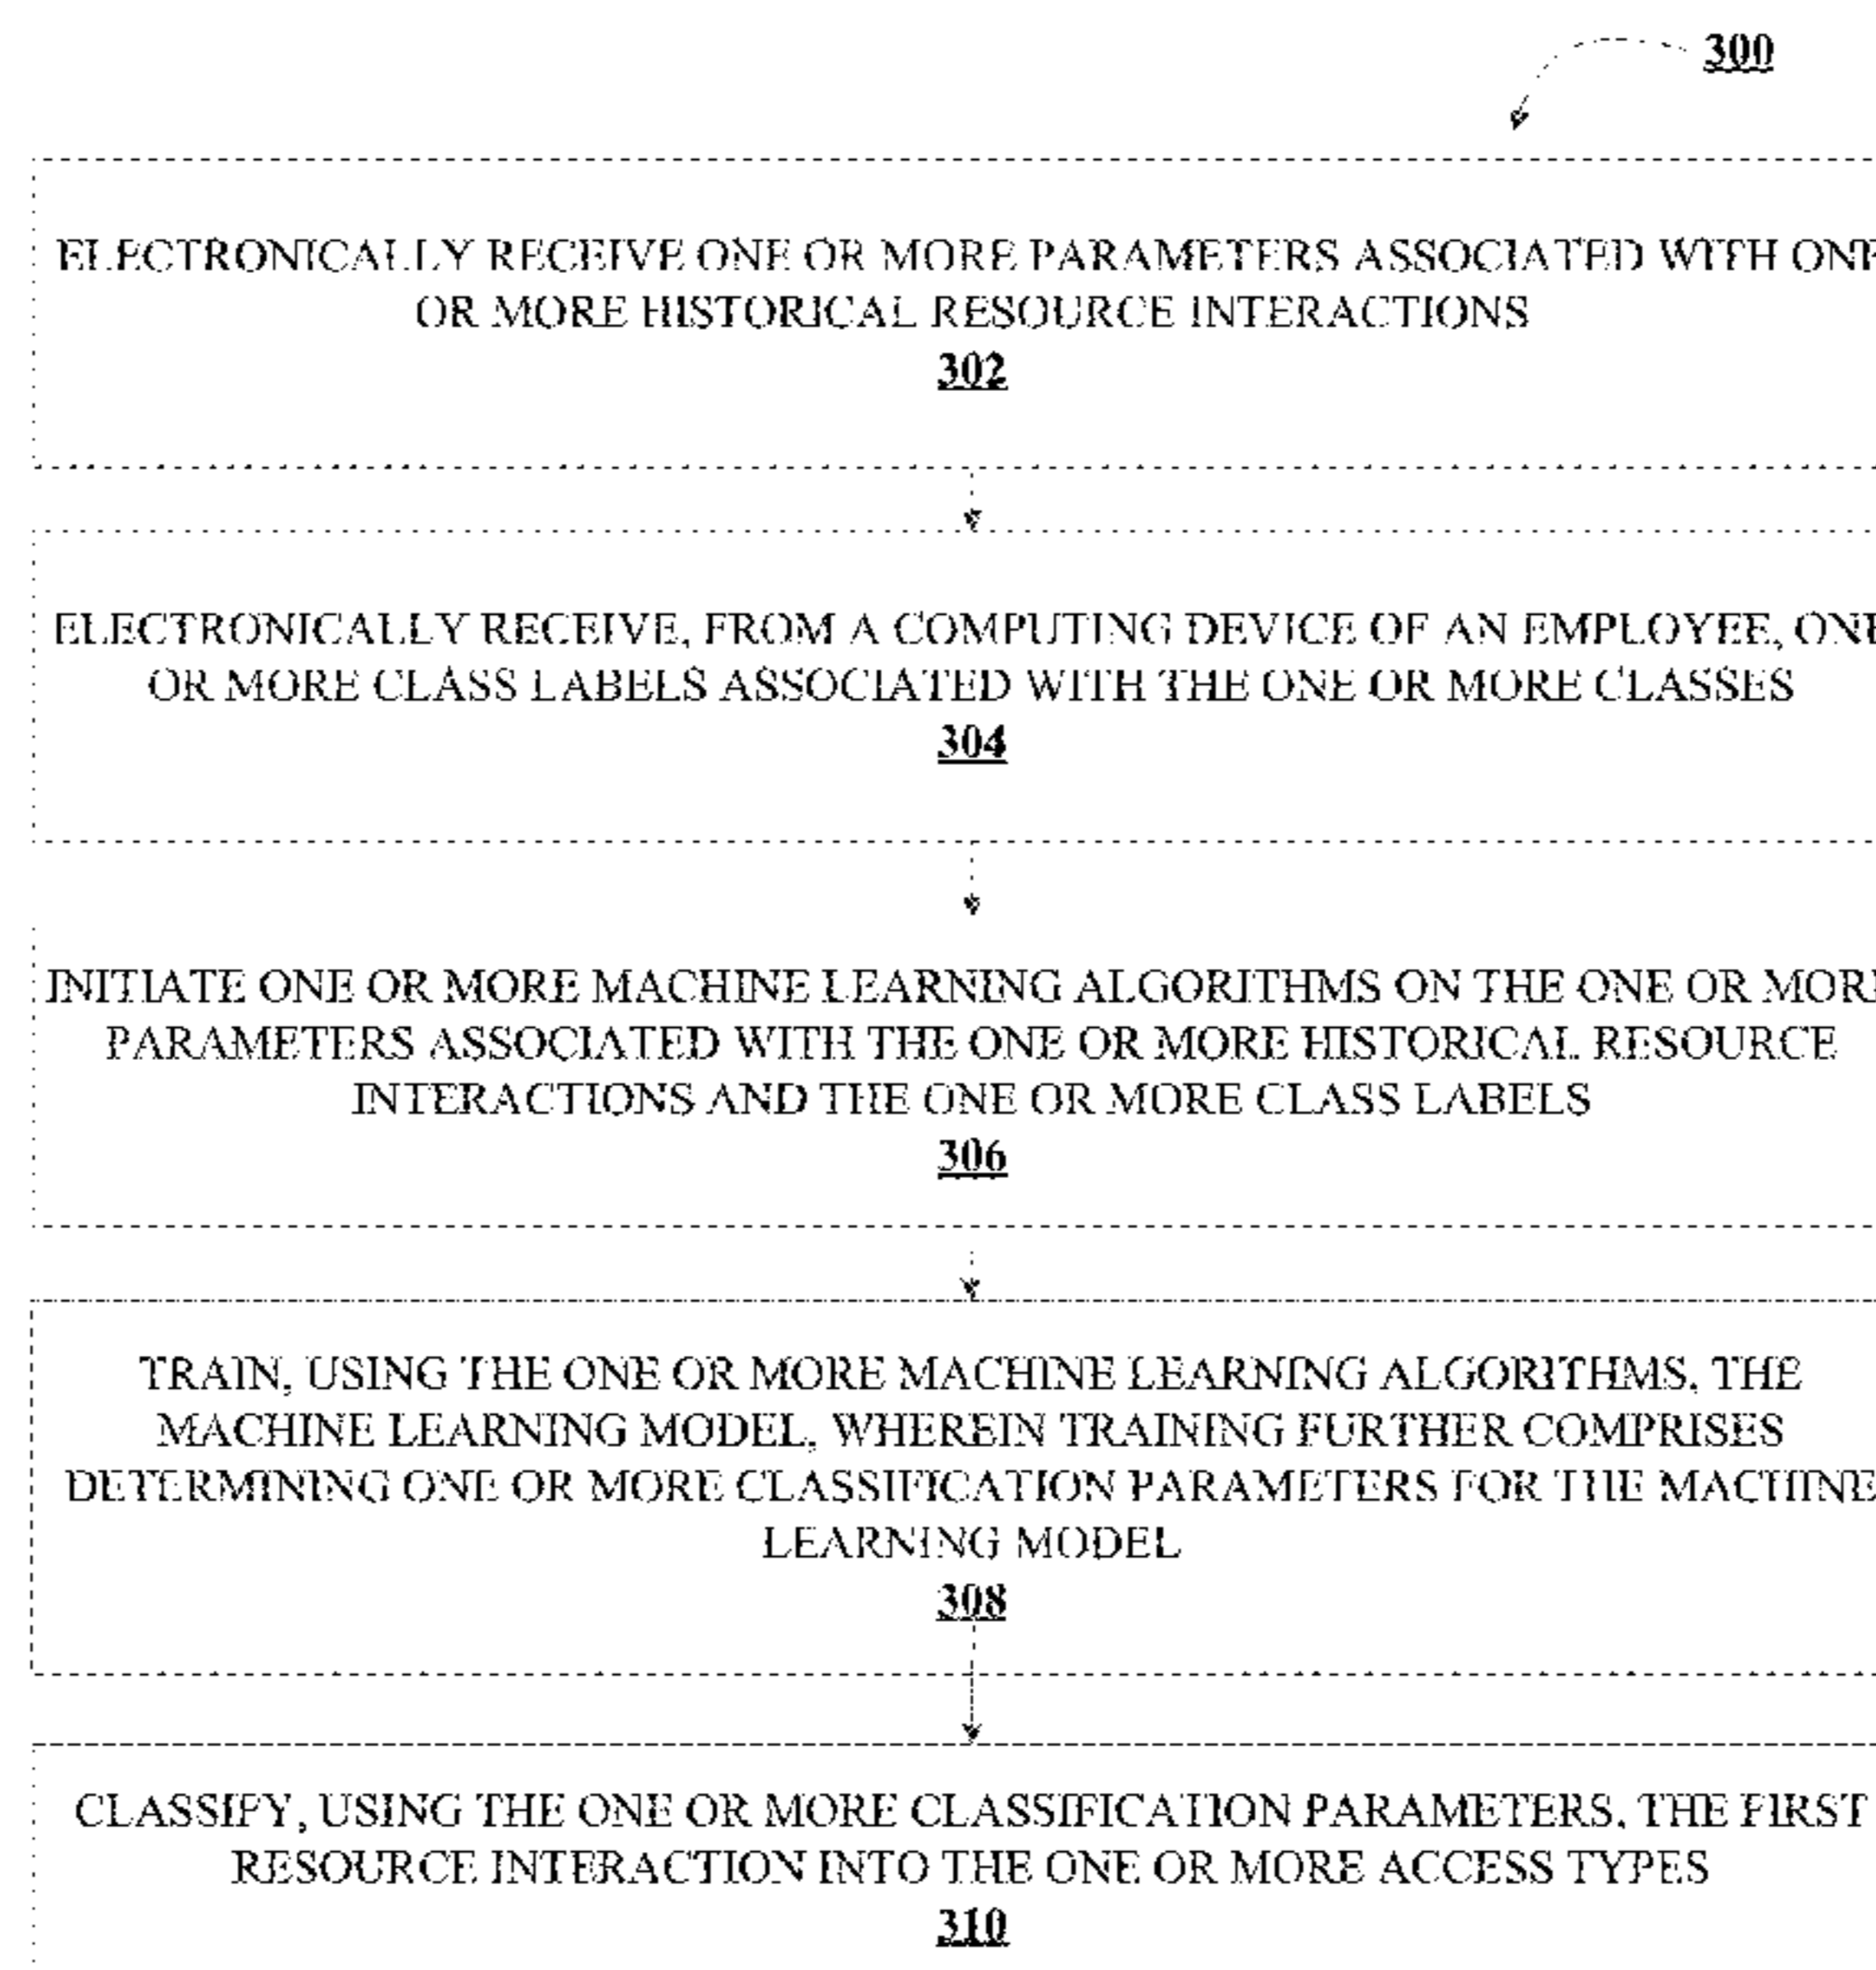 300
ELECTRONICALLY RECEIVE ONE OR MORE PARAMETERS ASSOCIATED WITH ONE
OR MORE HISTORICAL RESOURCE INTERACTIONS
302
ELECTRONICALLY RECEIVE, FROM A COMPUTING DEVICE OF AN EMPLOYEE, ONE
OR MORE CLASS LABELS ASSOCIATED WITH THE ONE OR MORE CLASSES
304
INITIATE ONE OR MORE MACHINE LEARNING ALGORITHMS ON THE ONE OR MORE
PARAMETERS ASSOCIATED WITH THE ONE OR MORE HISTORICAL RESOURCE
INTERACTIONS AND THE ONE OR MORE CLASS LABELS
306
TRAIN, USING THE ONE OR MORE MACHINE LEARNING ALGORITHMS, THE
MACHINE LEARNING MODEL, WHEREIN TRAINING FURTHER COMPRISES
DETERMINING ONE OR MORE CLASSIFICATION PARAMETERS FOR THE MACHINE
LEARNING MODEL
308
CLASSIFY, USING THE ONE OR MORE CLASSIFICATION PARAMETERS, THE FIRST
RESOURCE INTERACTION INTO THE ONE OR MORE ACCESS TYPES
310